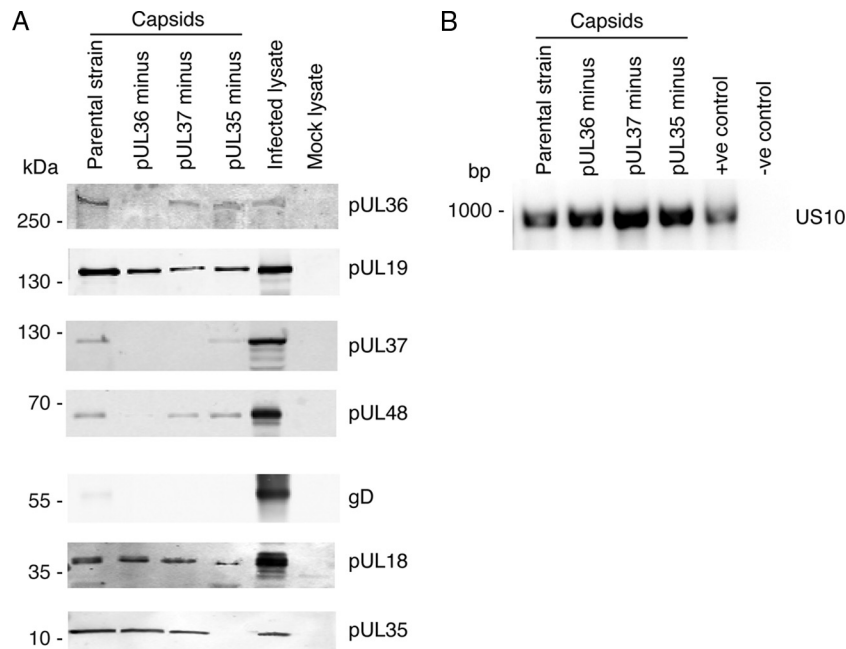 A
Capsids
Parental strain
pUL36 minus
pUL37 minus
pUL35 minus
Infected lysate
Mock lysate
kDa
250 -
pUL36
130 -
pUL19
130 -
pUL37
70 -
pUL48
55 -
gD
35 -
pUL18
10 -
pUL35
B
Capsids
Parental strain
pUL36 minus
pUL37 minus
pUL35 minus
+ve control
-ve control
bp
1000 -
US10